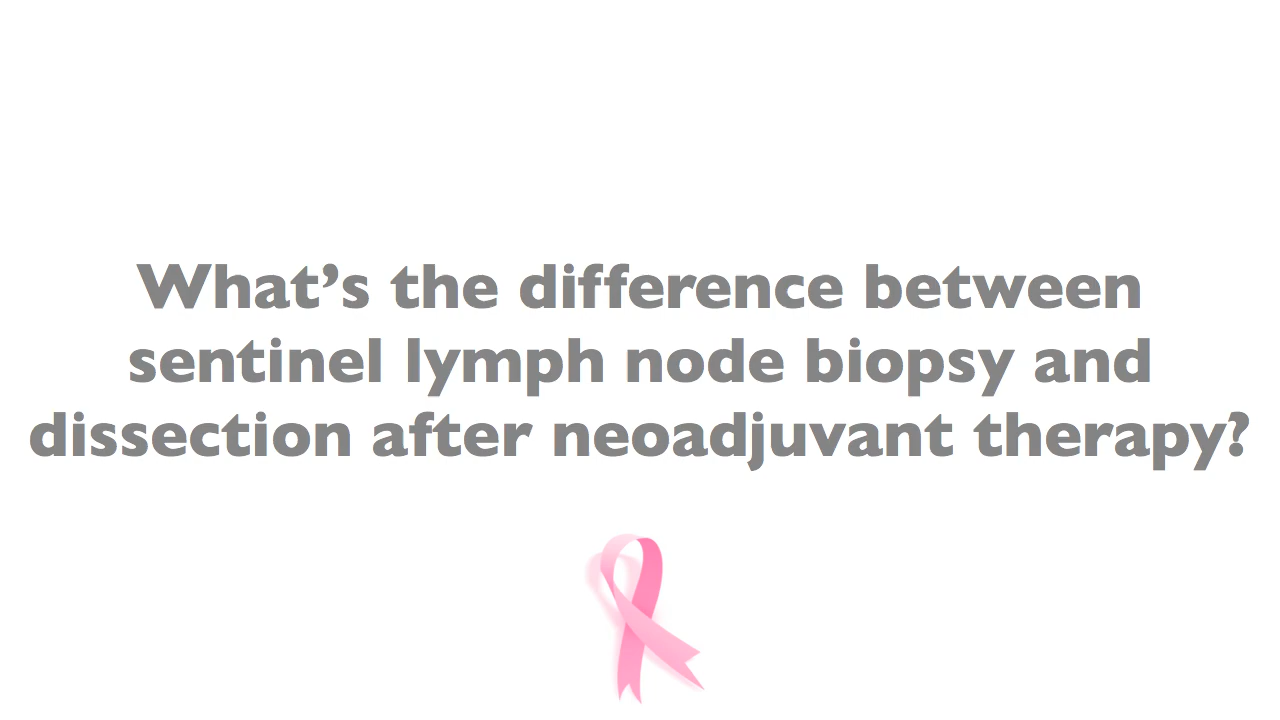 What’s the difference between
sentinel lymph node biopsy and
dissection after neoadjuvant therapy?